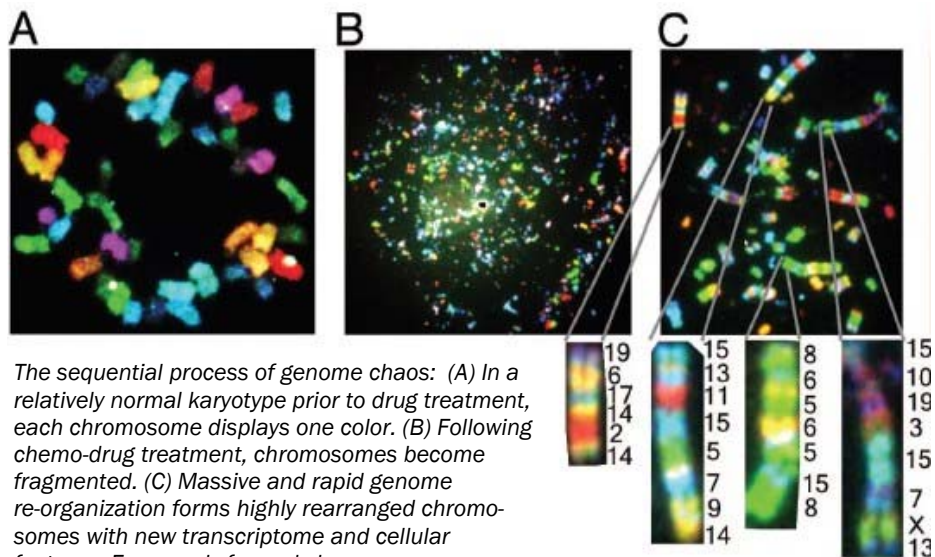 A
B
C
The sequential process of genome chaos: (A) In a
relatively normal karyotype prior to drug treatment,
each chromosome displays one color. (B) Following
chemo-drug treatment, chromosomes become
fragmented. (C) Massive and rapid genome
re-organization forms highly rearranged chromo-
somes with new transcriptome and cellular
19
6
17
14
2
14
15
13
11
15
5
7
9
14
8
6
5
6
5
15
8
15
10
19
3
15
7
X
13